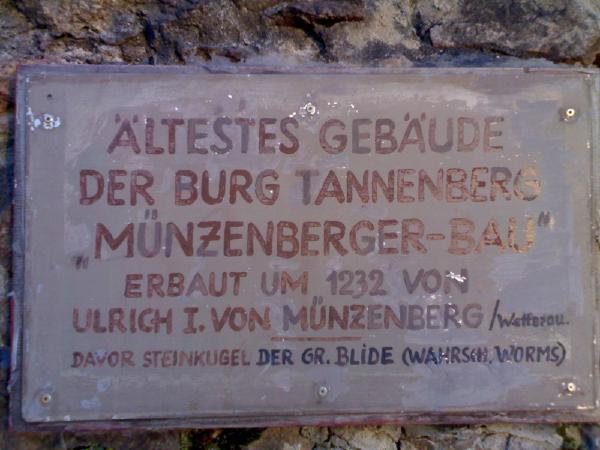 ÄLTESTES GEBÄUDE
DER BURG TANNENBERG
„MÜNZENBERGER-BAU“
ERBAUT UM 1232 VON
ULRICH I. VON MÜNZENBERG/Wetterau.
DAVOR STEINKUGEL DER GR. BLIDE (WAHRSCH. WORMS)